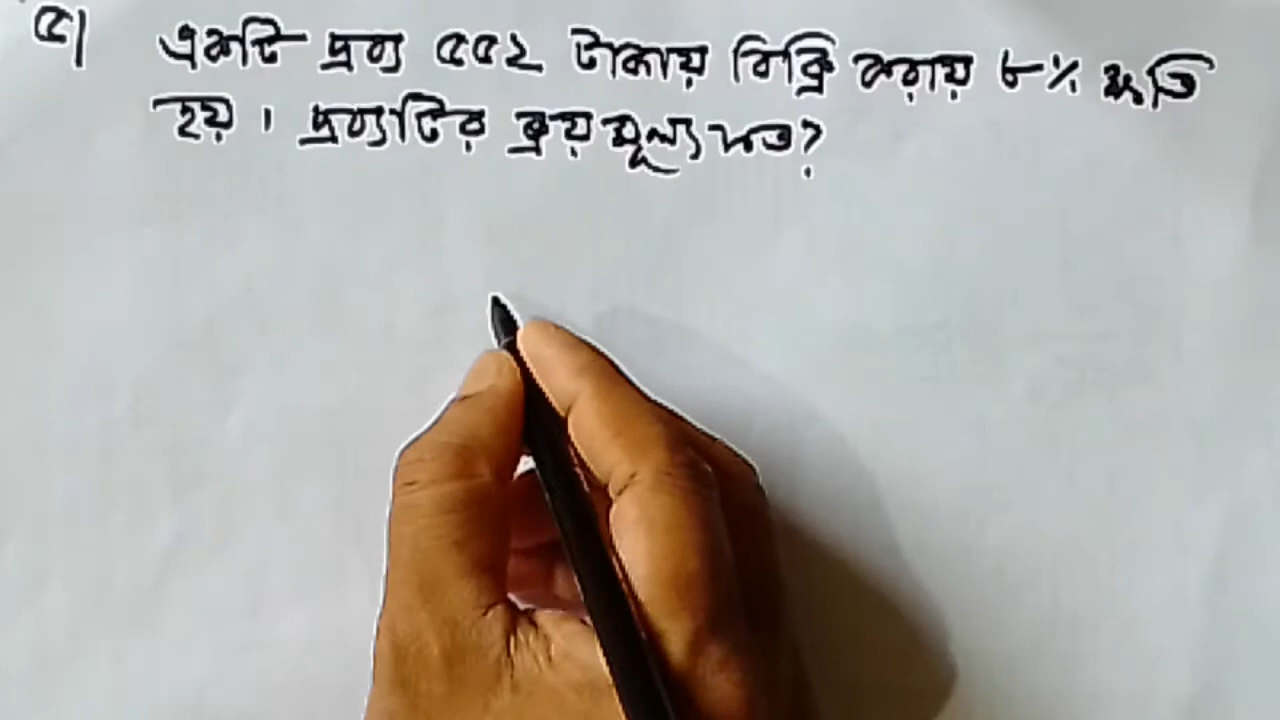 ৫। একটি দ্রব্য ৫৫২ টাকায় বিক্রি করায় ৮% ক্ষতি
হয়। দ্রব্যটির ক্রয় মূল্য কত?